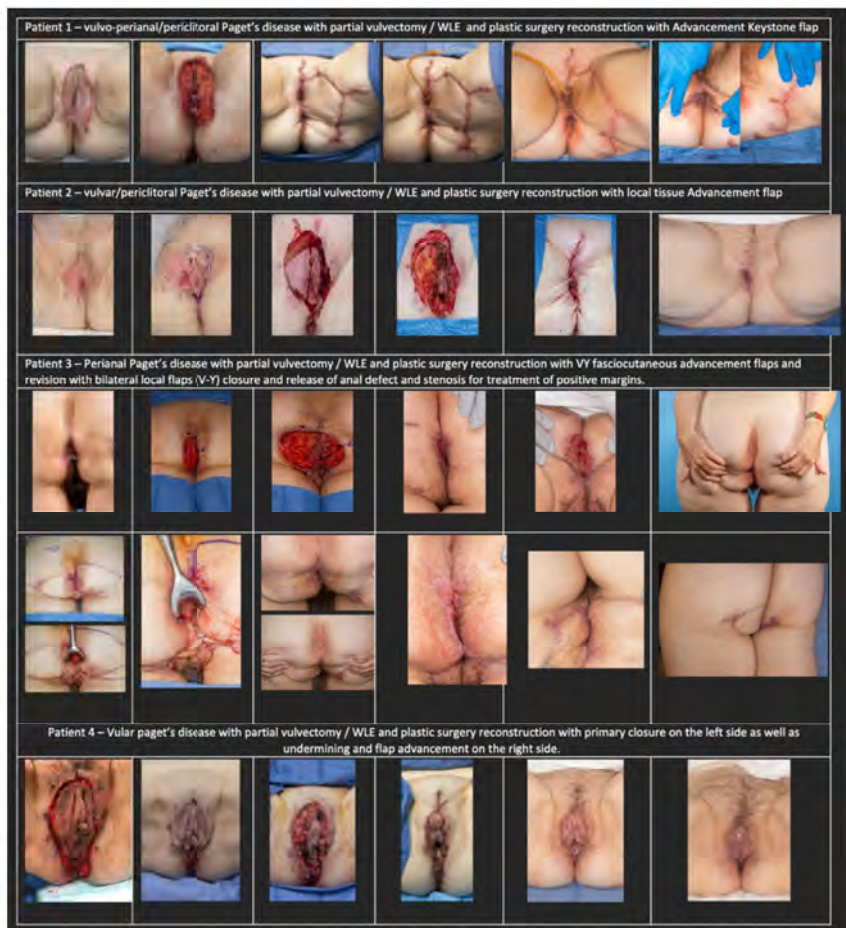 Patient 1 – vulvo-perianal/periclitoral Paget's disease with partial vulvectomy / WLE and plastic surgery reconstruction with Advancement Keystone flap
Patient 2 – vulvar/periclitoral Paget's disease with partial vulvectomy / WLE and plastic surgery reconstruction with local tissue Advancement flap
Patient 3 – Perianal Paget's disease with partial vulvectomy / WLE and plastic surgery reconstruction with VY fasciocutaneous advancement flaps and
revision with bilateral local flaps (V-Y) closure and release of anal defect and stenosis for treatment of positive margins.
Patient 4 – Vular paget's disease with partial vulvectomy / WLE and plastic surgery reconstruction with primary closure on the left side as well as
undermining and flap advancement on the right side.